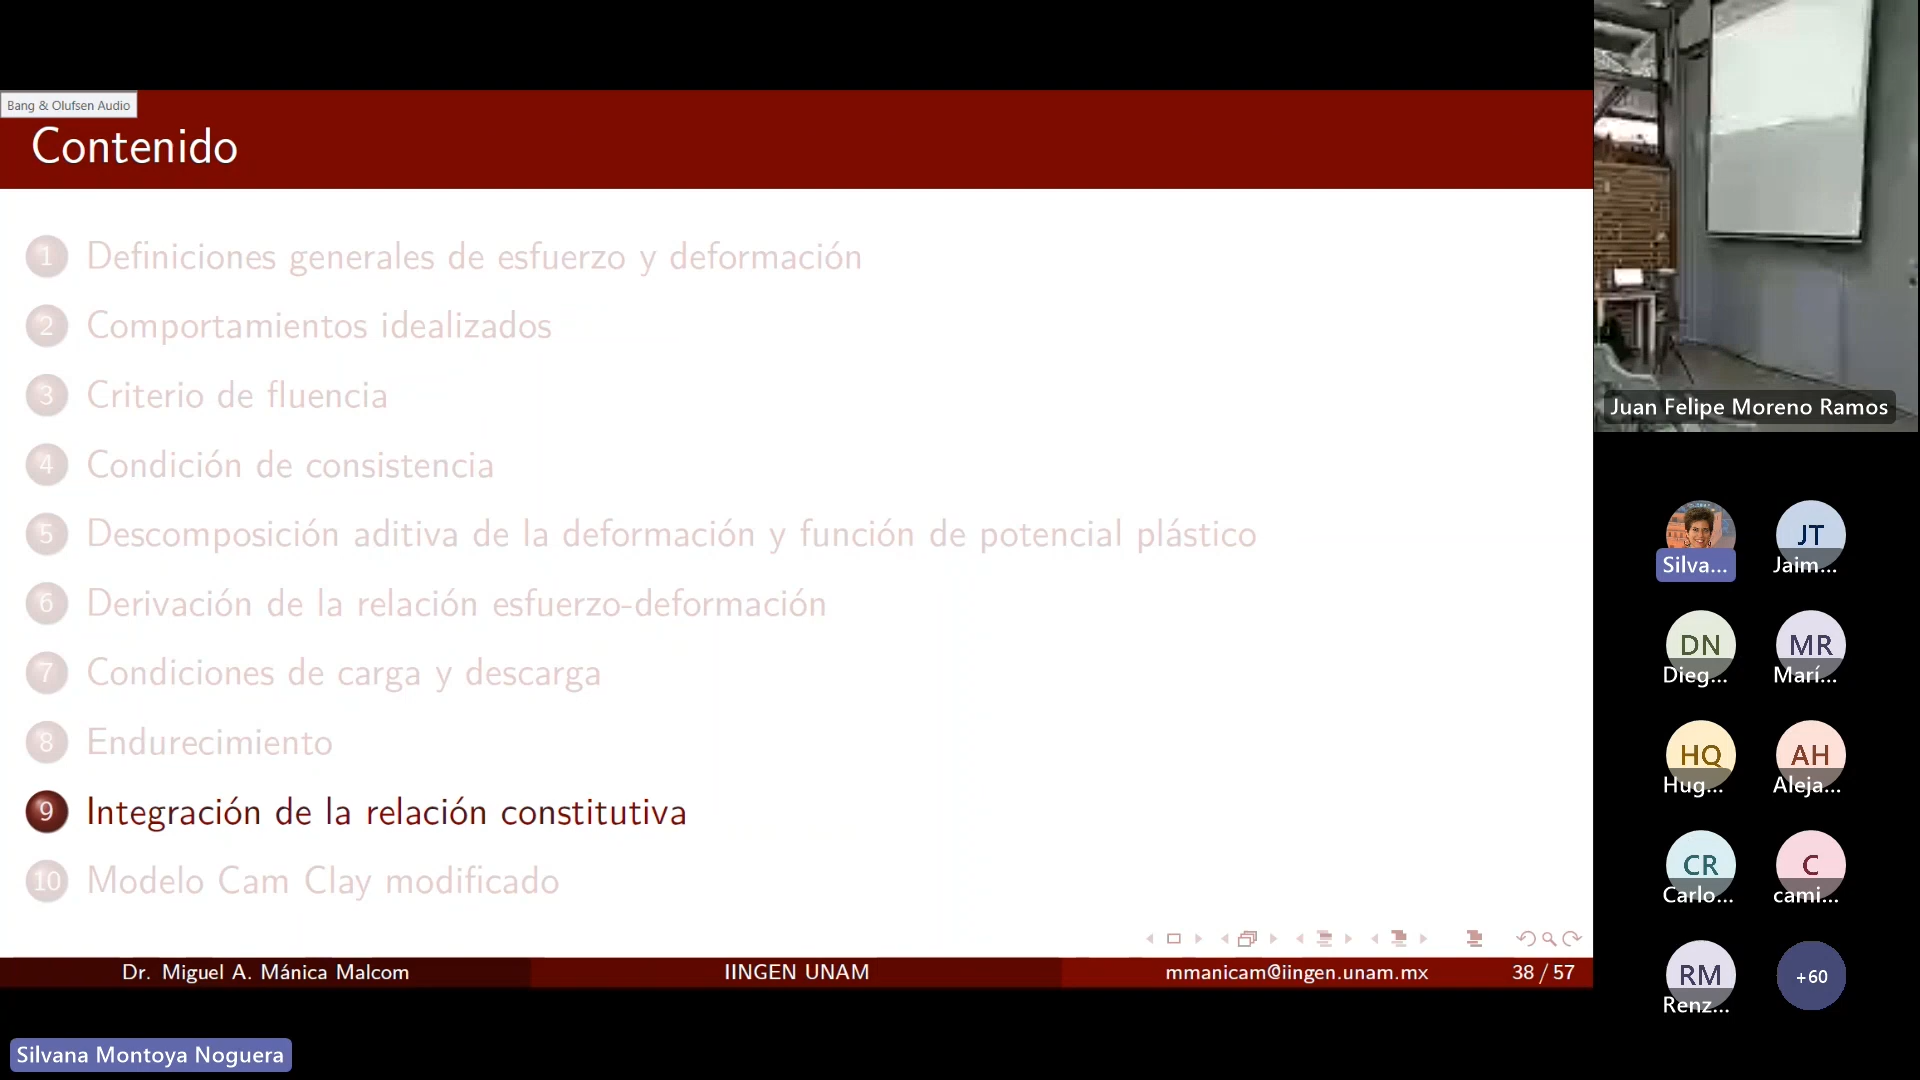 Bang & Olufsen Audio
Contenido
1 Definiciones generales de esfuerzo y deformación
2 Comportamientos idealizados
3 Criterio de fluencia
4 Condición de consistencia
5 Descomposición aditiva de la deformación y función de potencial plástico
6 Derivación de la relación esfuerzo-deformación
7 Condiciones de carga y descarga
8 Endurecimiento
9 Integración de la relación constitutiva
10 Modelo Cam Clay modificado
Dr. Miguel A. Mánica Malcom IINGEN UNAM mmanicam@iingen.unam.mx 38 / 57
Silvana Montoya Noguera
Juan Felipe Moreno Ramos
Silva...
JT
Jaim...
DN
Dieg...
MR
Marí...
HQ
Hug...
AH
Aleja...
CR
Carlo...
C
cami...
RM
Renz...
+60